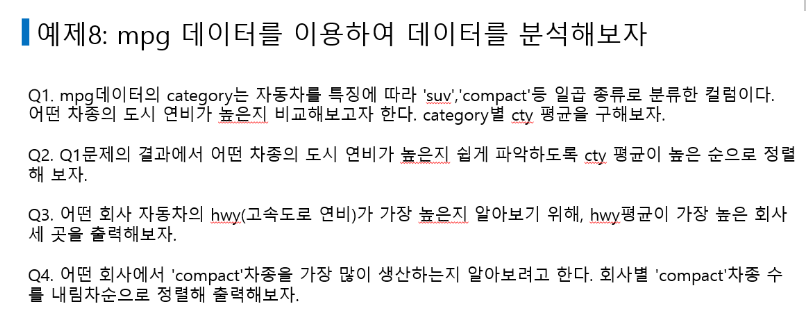 예제8: mpg 데이터를 이용하여 데이터를 분석해보자
Q1. mpg데이터의 category는 자동차를 특징에 따라 'suv','compact'등 일곱 종류로 분류한 컬럼이다.
어떤 차종의 도시 연비가 높은지 비교해보고자 한다. category별 cty 평균을 구해보자.
Q2. Q1문제의 결과에서 어떤 차종의 도시 연비가 높은지 쉽게 파악하도록 cty 평균이 높은 순으로 정렬
해 보자.
Q3. 어떤 회사 자동차의 hwy(고속도로 연비)가 가장 높은지 알아보기 위해, hwy평균이 가장 높은 회사
세 곳을 출력해보자.
Q4. 어떤 회사에서 'compact'차종을 가장 많이 생산하는지 알아보려고 한다. 회사별 'compact'차종 수
를 내림차순으로 정렬해 출력해보자.